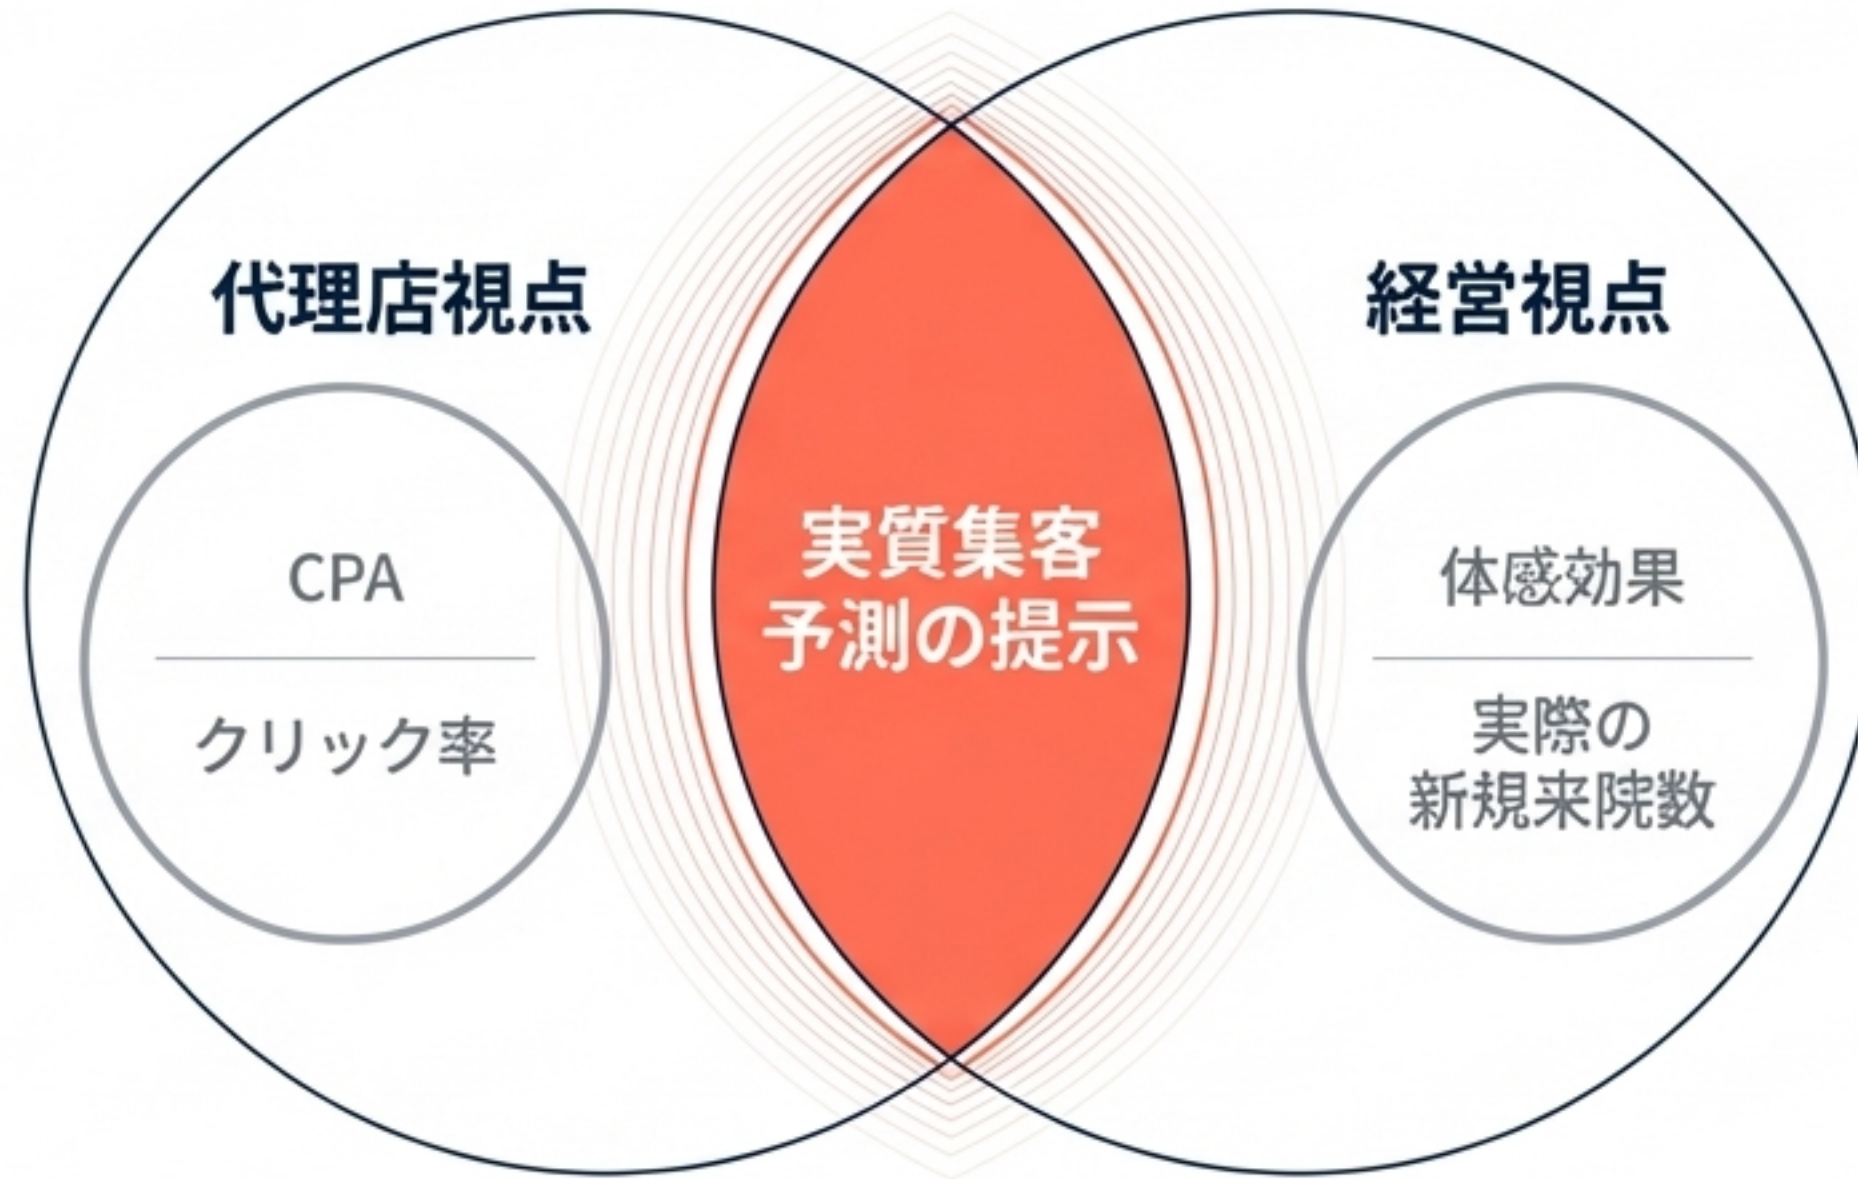 代理店視点
CPA
クリック率
実質集客
予測の提示
経営視点
体感効果
実際の
新規来院数